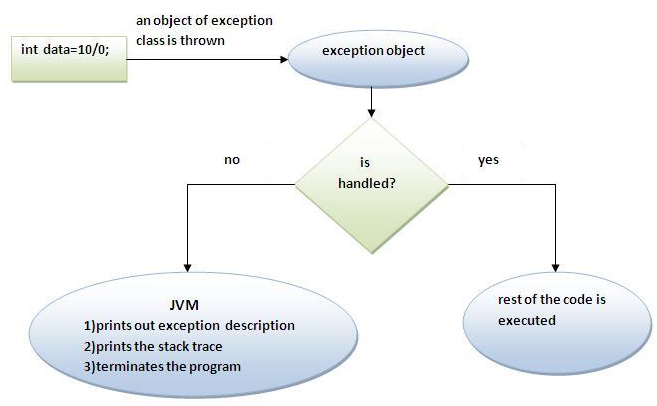 an object of exception
class is thrown
int data=10/0;
exception object
is
handled?
no
yes
JVM
1)prints out exception description
2)prints the stack trace
3)terminates the program
rest of the code is
executed